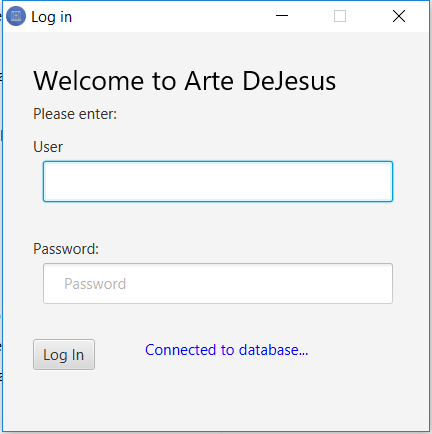 Log in
Welcome to Arte DeJesus
Please enter:
User
Password:
Password
Log In
Connected to database...